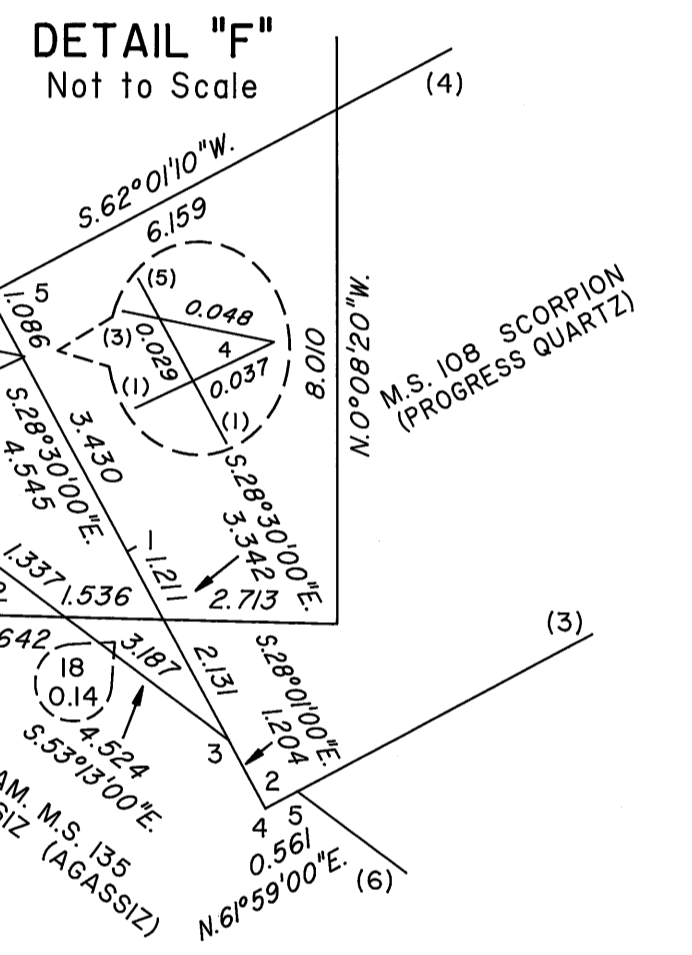 DETAIL "F"
Not to Scale
(4)
S.62°01'10"W.
6.159
5
1.086
(5)
0.048
(3)
0.029
4
0.037
(1)
(1)
8.010
N.0°08'20"W.
M.S. 108 SCORPION
(PROGRESS QUARTZ)
S.28°30'00"E.
4.545
3.430
S.28°30'00"E.
3.342
1
1.211
1.337
1.536
2.713
642
18
0.14
3.187
2.131
S.28°01'00"E.
1.204
(3)
4.524
S.53°13'00"E.
3
2
4
5
0.561
N.61°59'00"E.
(6)
AM. M.S. 135
SIZ (AGASSIZ)